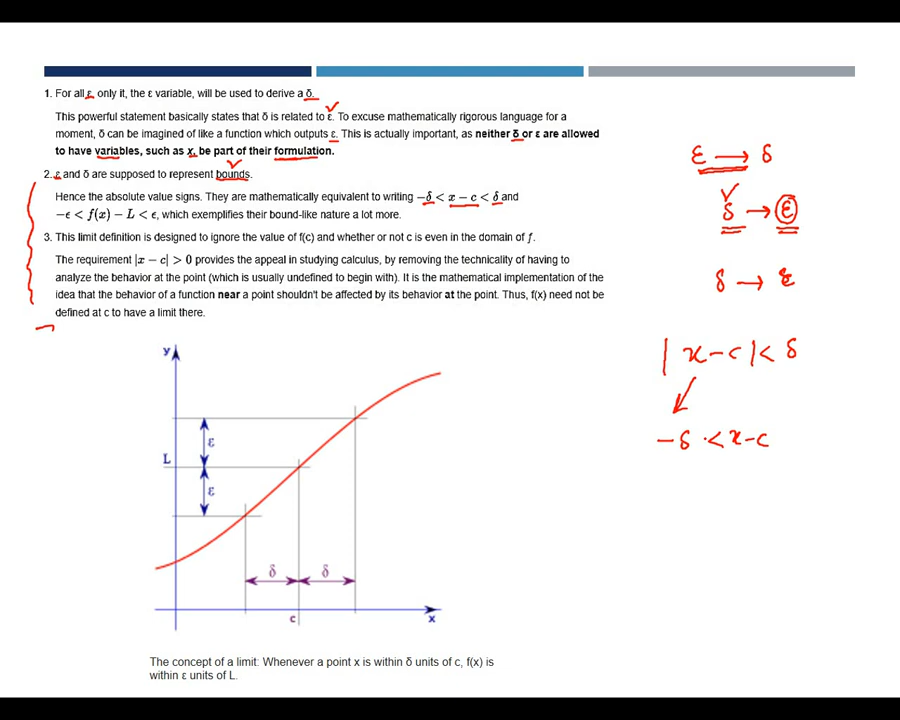 1. For all ε, only it, the ε variable, will be used to derive a δ.
This powerful statement basically states that δ is related to ε. To excuse mathematically rigorous language for a
moment, δ can be imagined of like a function which outputs ε. This is actually important, as neither δ or ε are allowed
to have variables, such as x, be part of their formulation.
2. ε and δ are supposed to represent bounds.
Hence the absolute value signs. They are mathematically equivalent to writing −δ < x − c < δ and
−ϵ < f(x) − L < ϵ, which exemplifies their bound-like nature a lot more.
3. This limit definition is designed to ignore the value of f(c) and whether or not c is even in the domain of f.
The requirement |x − c| > 0 provides the appeal in studying calculus, by removing the technicality of having to
analyze the behavior at the point (which is usually undefined to begin with). It is the mathematical implementation of the
idea that the behavior of a function near a point shouldn't be affected by its behavior at the point. Thus, f(x) need not be
defined at c to have a limit there.
ε → δ
δ → ε
δ → ε
|x − c| < δ
−δ < x − c
y
ε
L
ε
δ δ
c x
The concept of a limit: Whenever a point x is within δ units of c, f(x) is
within ε units of L.